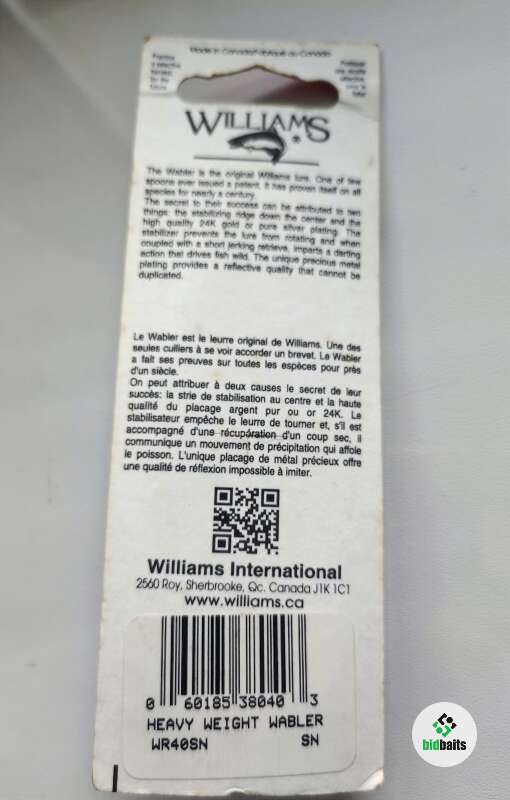 Made in Canada/Fabriqué au Canada
WILLIAMS
The Wabler is the original Williams lure. One of few
spoons ever issued a patent. It has proven itself on all
species for nearly a century.
The secret to their success can be attributed to two
things: the stabilizing ridge down the center and the
high quality 24K gold or pure silver plating. The
stabilizer prevents the lure from rotating and when
coupled with a short jerking retrieve, imparts a darting
action that drives fish wild. The unique precious metal
plating provides a reflective quality that cannot be
duplicated.
Le Wabler est le leurre original de Williams. Une des
seules cuillers à se voir accorder un brevet. Le Wabler
a fait ses preuves sur toutes les espèces pour près
d'un siècle.
On peut attribuer à deux causes le secret de leur
succès: la strie de stabilisation au centre et la haute
qualité du placage argent pur ou or 24K. Le
stabilisateur empêche le leurre de tourner et, s'il est
accompagné d'une récupération d'un coup sec, il
communique un mouvement de précipitation qui affole
le poisson. L'unique placage de métal précieux offre
une qualité de réflexion impossible à imiter.
Williams International
2560 Roy, Sherbrooke, Qc. Canada J1K 1C1
www.williams.ca
0 60185 38040 3
HEAVY WEIGHT WABLER
WR40SN SN
bidbaits